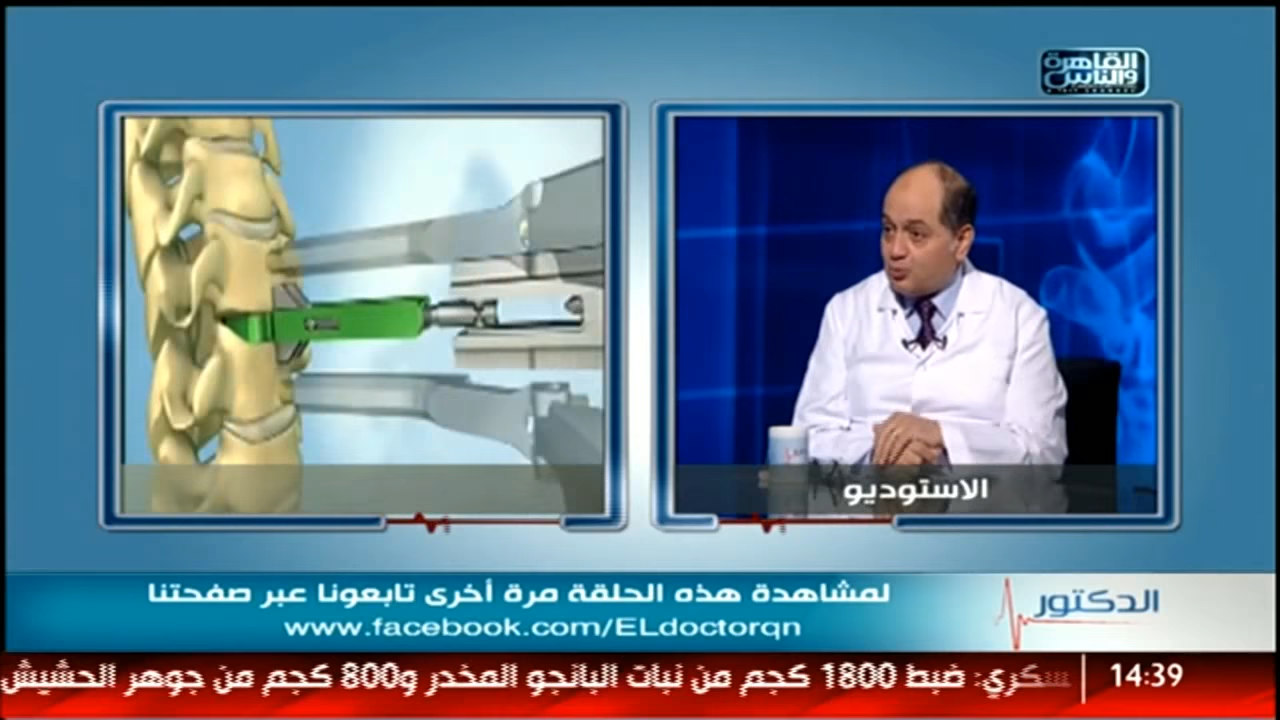 القاهرة
والناس
الاستوديو
لمشاهدة هذه الحلقة مرة أخرى تابعونا عبر صفحتنا
www.facebook.com/ELdoctorqn
الدكتور
سكري: ضبط 1800 كجم من نبات البانجو المخدر و800 كجم من جوهر الحشيش
14:39